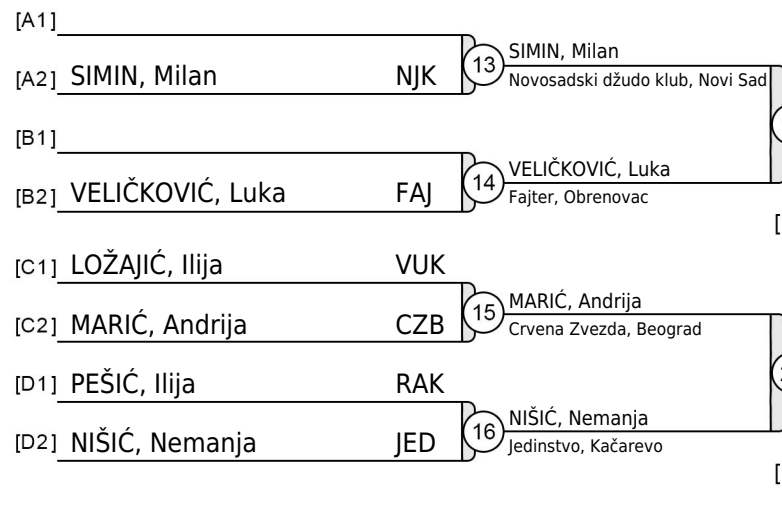 [A1]
[A2] SIMIN, Milan NJK
13
SIMIN, Milan
Novosadski džudo klub, Novi Sad
[B1]
[B2] VELIČKOVIĆ, Luka FAJ
14
VELIČKOVIĆ, Luka
Fajter, Obrenovac
[
[C1] LOŽAJIĆ, Ilija VUK
[C2] MARIĆ, Andrija CZB
15
MARIĆ, Andrija
Crvena Zvezda, Beograd
[D1] PEŠIĆ, Ilija RAK
[D2] NIŠIĆ, Nemanja JED
16
NIŠIĆ, Nemanja
Jedinstvo, Kačarevo
[